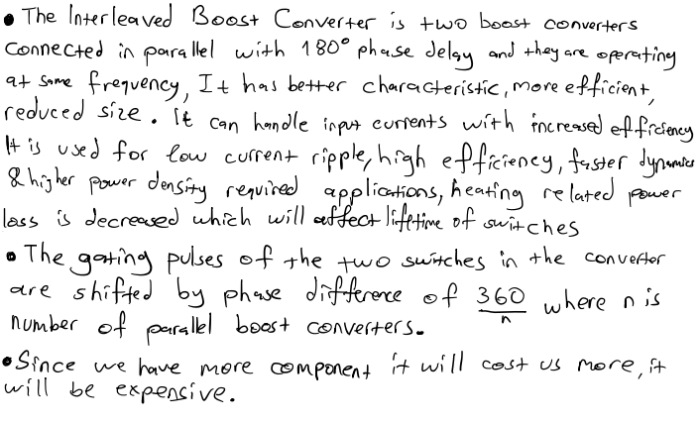 • The Interleaved Boost Converter is two boost converters
connected in parallel with 180° phase delay and they are operating
at same frequency, It has better characteristic, more efficient,
reduced size. It can handle input currents with increased efficiency
It is used for low current ripple, high efficiency, faster dynamics
& higher power density required applications, heating related power
loss is decreased which will affect lifetime of switches
• The gating pulses of the two switches in the converter
are shifted by phase difference of 360/n where n is
number of parallel boost converters.
• Since we have more component it will cost us more, it
will be expensive.